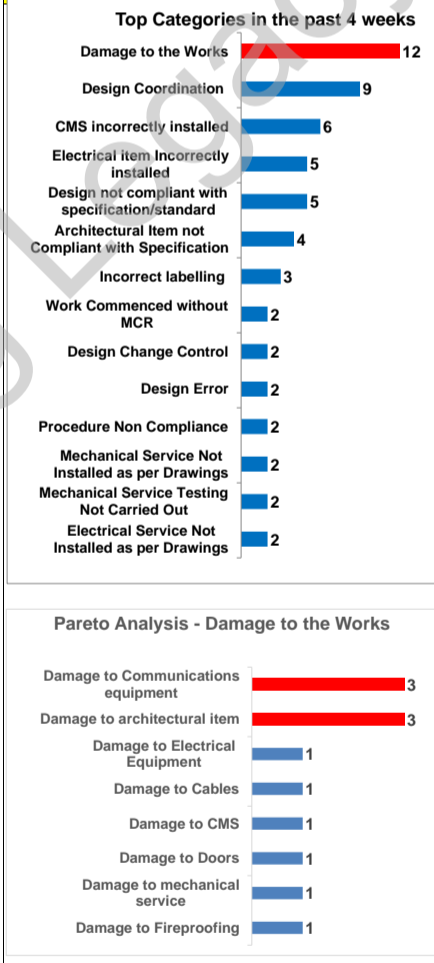 Top Categories in the past 4 weeks
Damage to the Works 12
Design Coordination 9
CMS incorrectly installed 6
Electrical item Incorrectly
installed 5
Design not compliant with
specification/standard 5
Architectural Item not
Compliant with Specification 4
Incorrect labelling 3
Work Commenced without
MCR 2
Design Change Control 2
Design Error 2
Procedure Non Compliance 2
Mechanical Service Not
Installed as per Drawings 2
Mechanical Service Testing
Not Carried Out 2
Electrical Service Not
Installed as per Drawings 2
Pareto Analysis - Damage to the Works
Damage to Communications
equipment 3
Damage to architectural item 3
Damage to Electrical
Equipment 1
Damage to Cables 1
Damage to CMS 1
Damage to Doors 1
Damage to mechanical
service 1
Damage to Fireproofing 1
Legacy